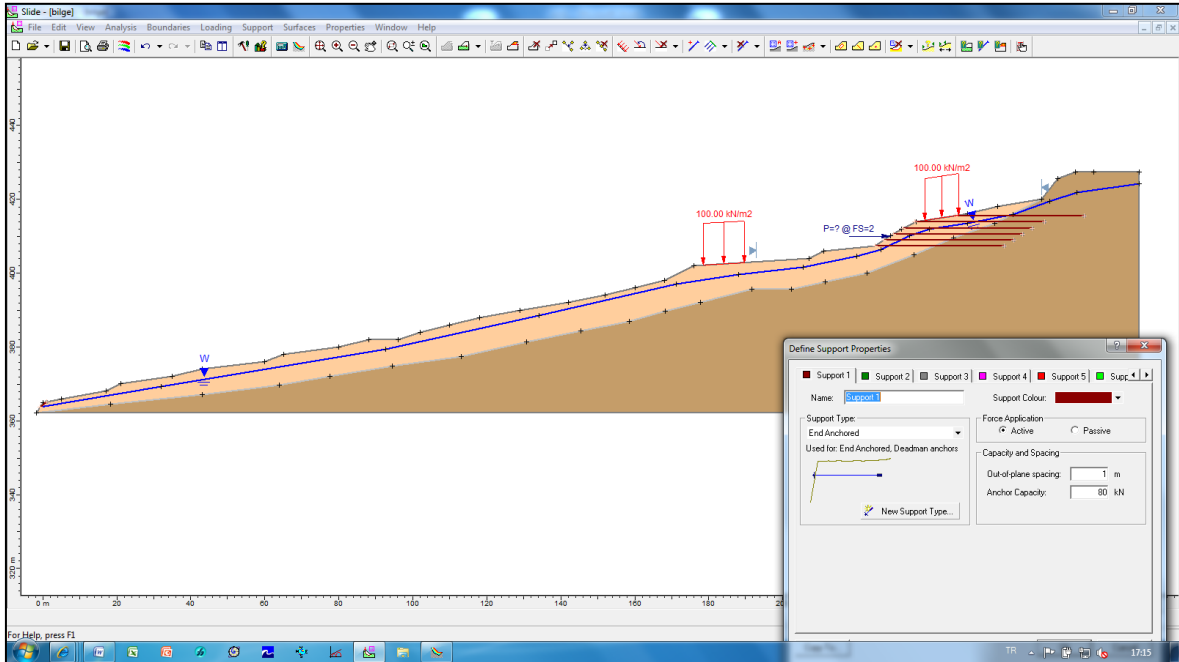 Slide - [bilge]
File Edit View Analysis Boundaries Loading Support Surfaces Properties Window Help
440
420
400
380
360
340
320 m
100.00 kN/m2
W
P=? @ FS=2
100.00 kN/m2
W
0 m 20 40 60 80 100 120 140 160 180
Define Support Properties
Support 1 Support 2 Support 3 Support 4 Support 5
Name: Support 1 Support Colour:
Support Type:
End Anchored
Used for: End Anchored, Deadman anchors
New Support Type...
Force Application
Active Passive
Capacity and Spacing
Out-of-plane spacing: 1 m
Anchor Capacity: 80 kN
For Help, press F1
TR 17:15